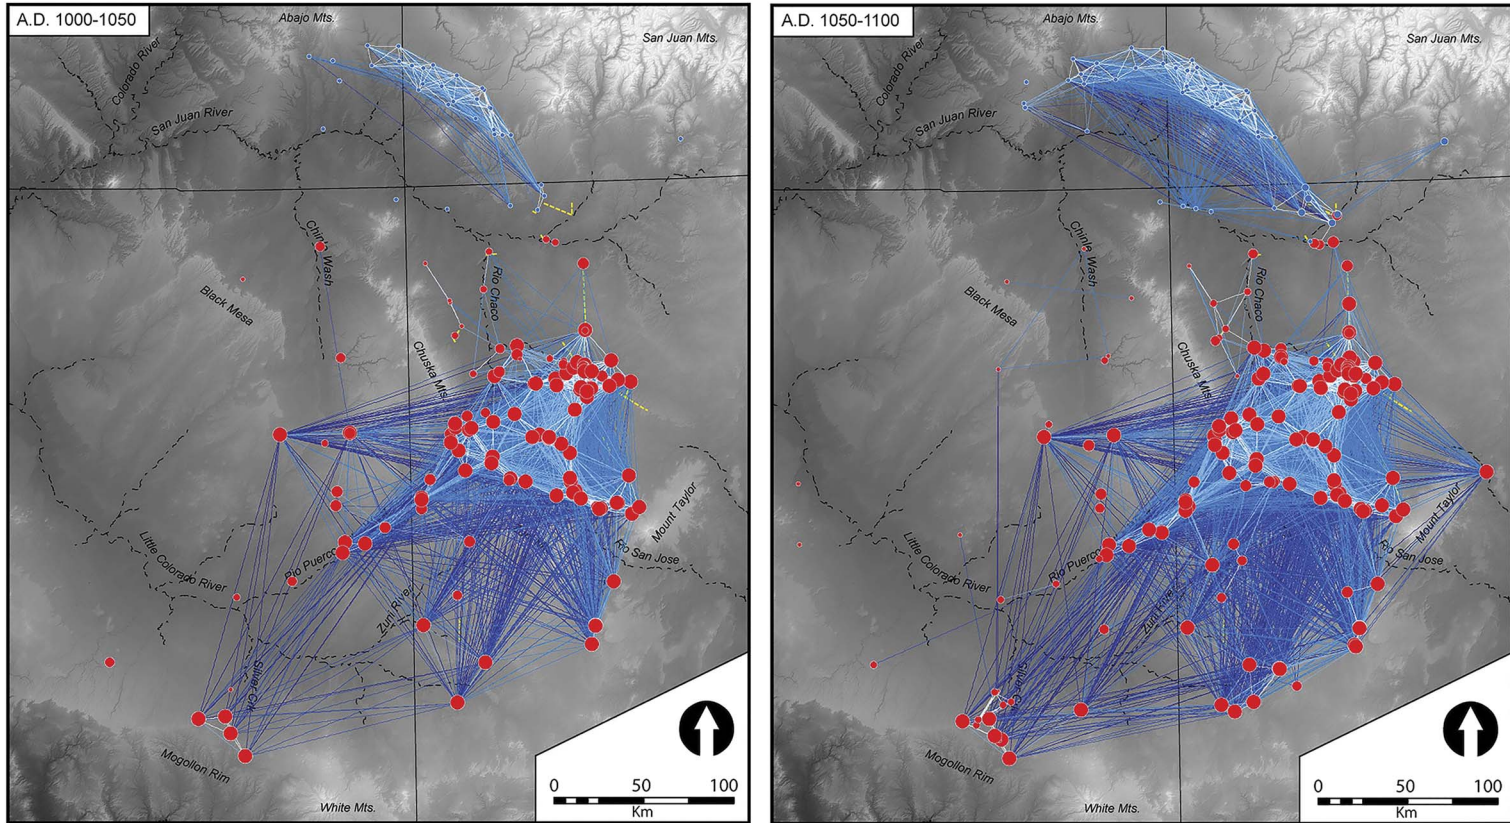 A.D. 1000-1050
Abajo Mts.
San Juan Mts.
Colorado River
San Juan River
Chinle Wash
Rio Chaco
Black Mesa
Chuska Mts.
Mount Taylor
Little Colorado River
Rio Puerco
Rio San Jose
Zuni River
Silver Crk.
Mogollon Rim
White Mts.
0 50 100
Km
A.D. 1050-1100
Abajo Mts.
San Juan Mts.
Colorado River
San Juan River
Chinle Wash
Rio Chaco
Black Mesa
Chuska Mts.
Mount Taylor
Little Colorado River
Rio Puerco
Rio San Jose
Zuni River
Mogollon Rim
White Mts.
0 50 100
Km